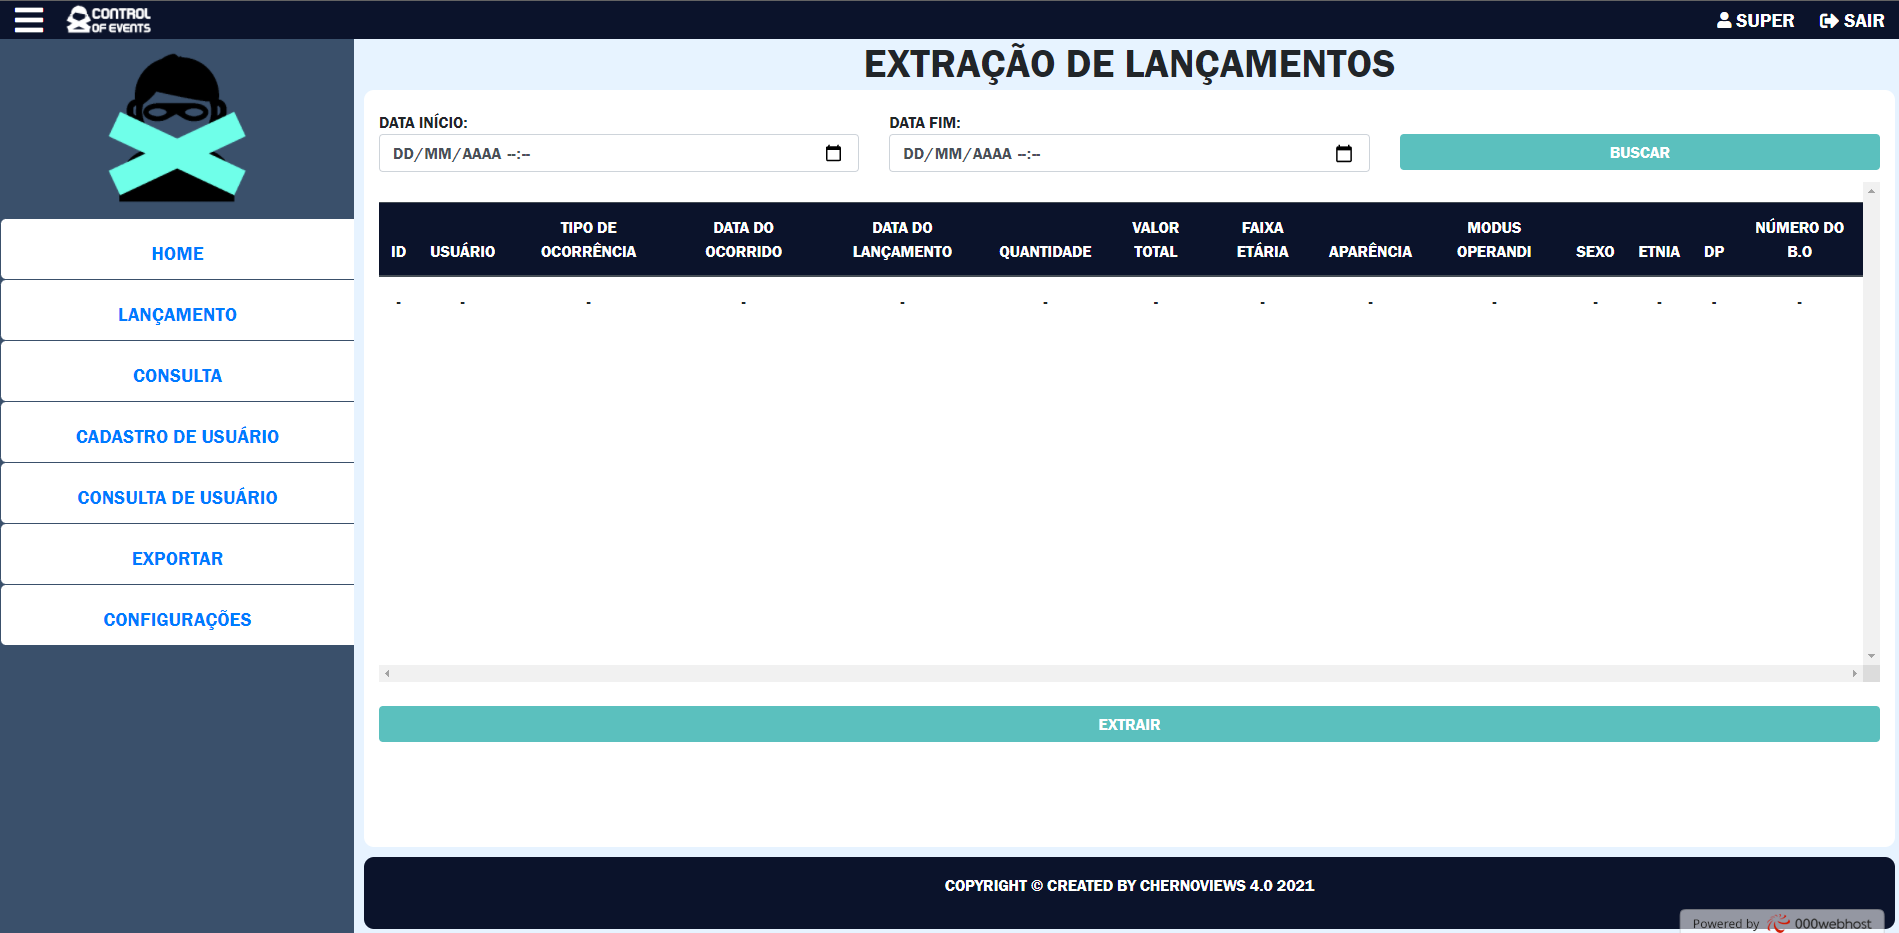 CONTROL
OF EVENTS
SUPER
SAIR
HOME
LANÇAMENTO
CONSULTA
CADASTRO DE USUÁRIO
CONSULTA DE USUÁRIO
EXPORTAR
CONFIGURAÇÕES
EXTRAÇÃO DE LANÇAMENTOS
DATA INÍCIO:
DD/MM/AAAA --:--
DATA FIM:
DD/MM/AAAA --:--
BUSCAR
ID
USUÁRIO
TIPO DE
OCORRÊNCIA
DATA DO
OCORRIDO
DATA DO
LANÇAMENTO
QUANTIDADE
VALOR
TOTAL
FAIXA
ETÁRIA
APARÊNCIA
MODUS
OPERANDI
SEXO
ETNIA
DP
NÚMERO DO
B.O
- - - - - - - - - - - - - -
EXTRAIR
COPYRIGHT © CREATED BY CHERNOVIEWS 4.0 2021
Powered by 000webhost